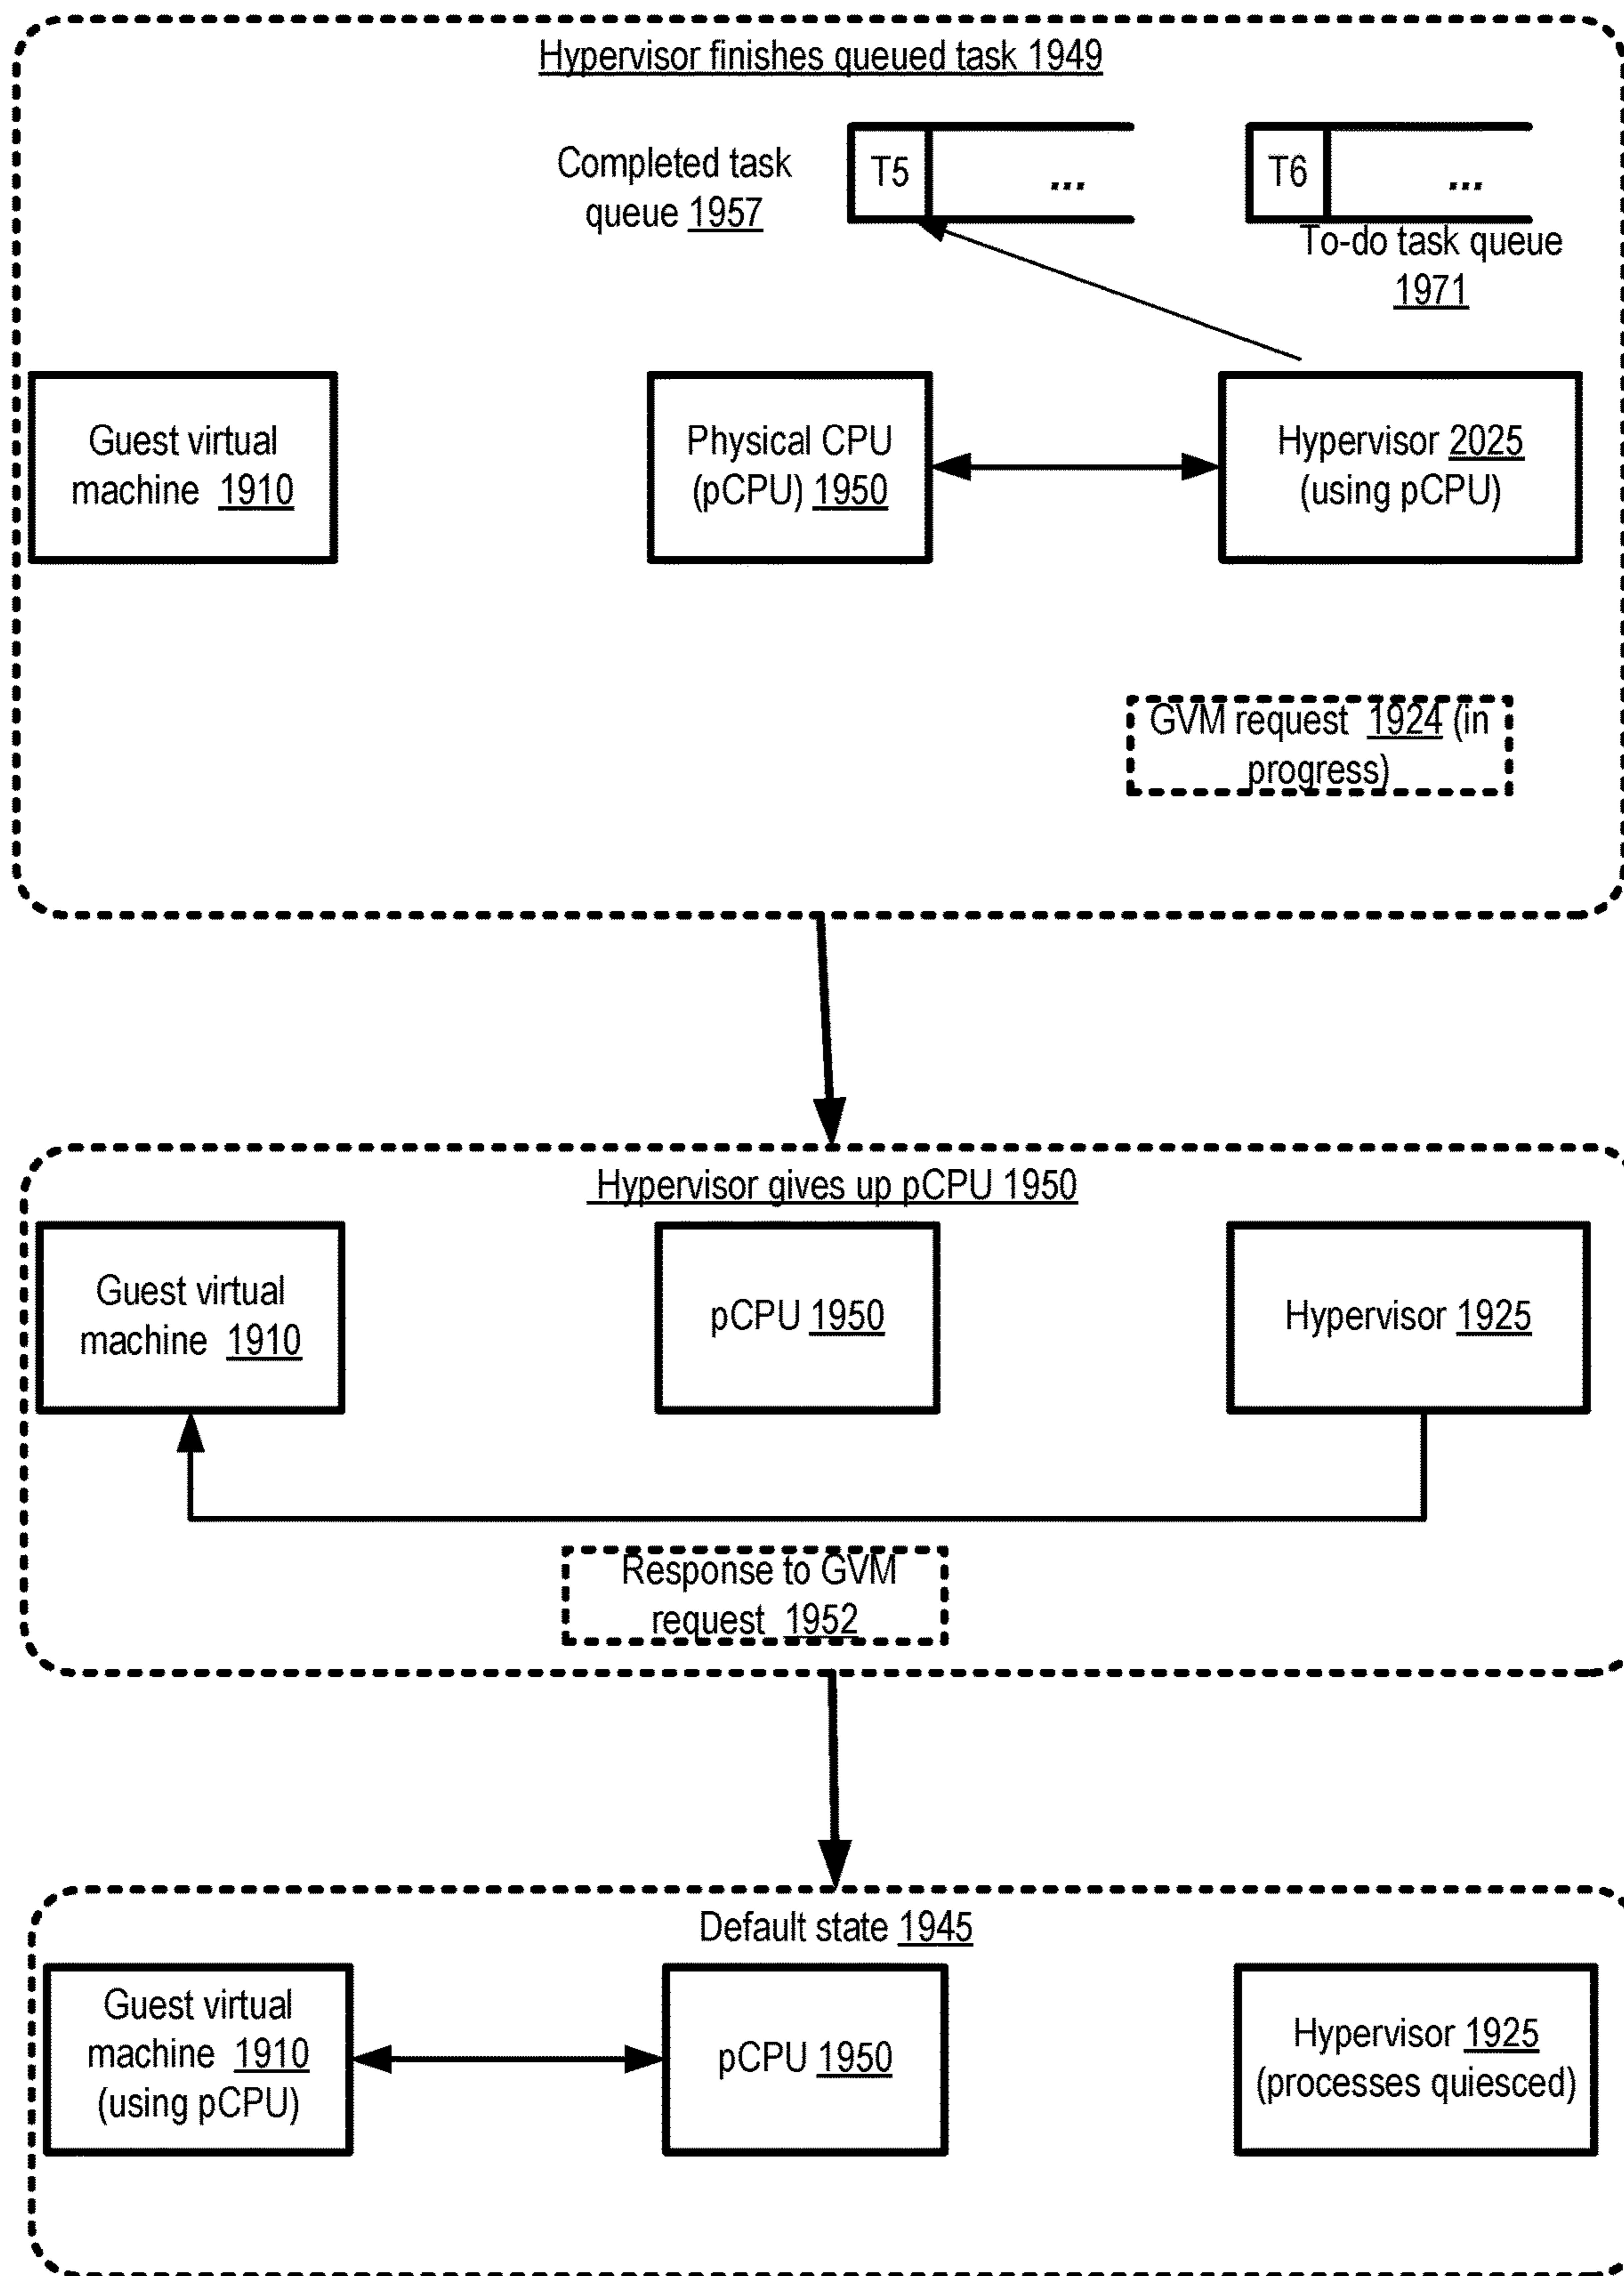 Hypervisor finishes queued task 1949
Completed task
queue 1957
T5
...
T6
...
To-do task queue
1971
Guest virtual
machine 1910
Physical CPU
(pCPU) 1950
Hypervisor 2025
(using pCPU)
GVM request 1924 (in
progress)
Hypervisor gives up pCPU 1950
Guest virtual
machine 1910
pCPU 1950
Hypervisor 1925
Response to GVM
request 1952
Default state 1945
Guest virtual
machine 1910
(using pCPU)
pCPU 1950
Hypervisor 1925
(processes quiesced)